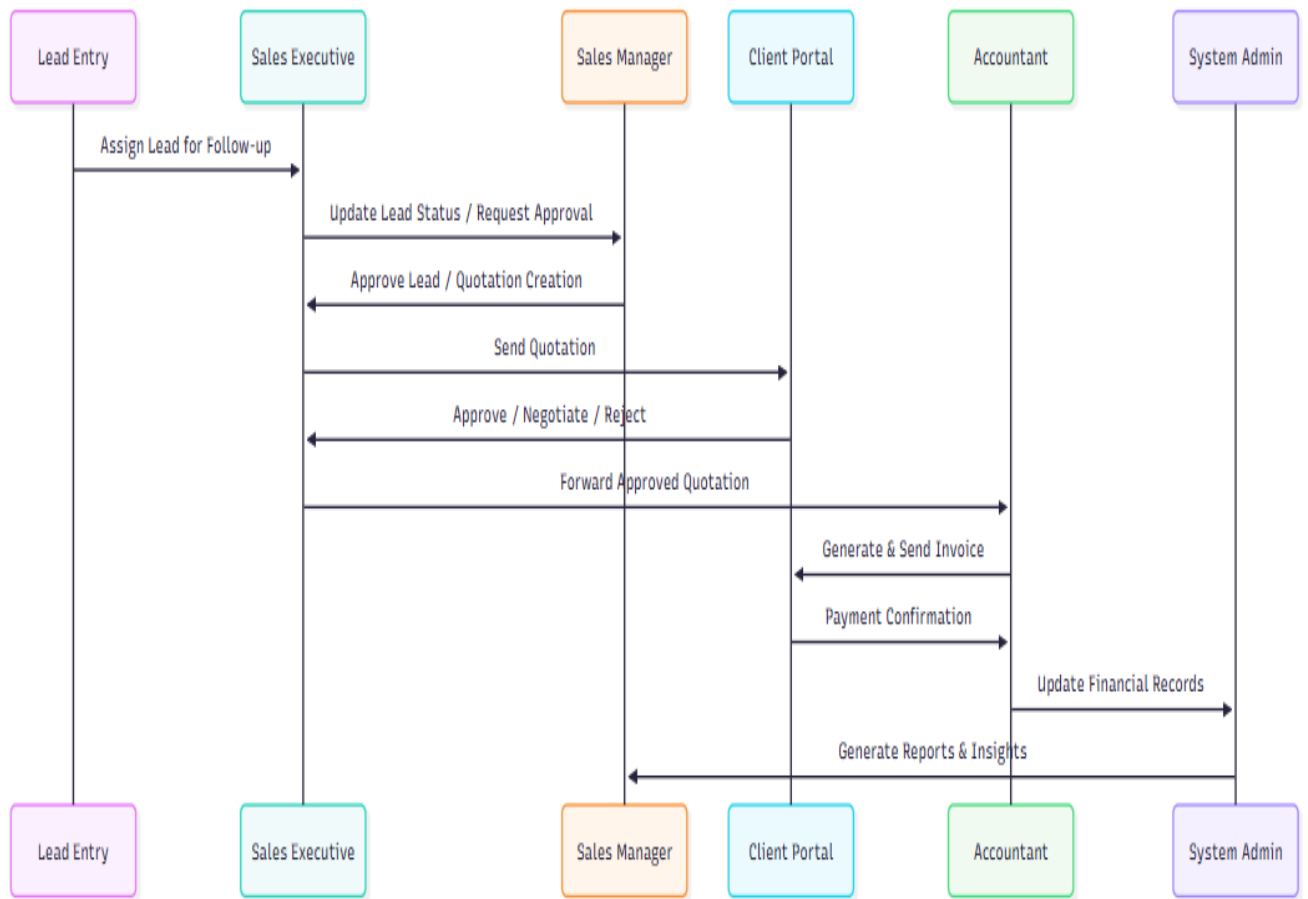 Lead Entry
Sales Executive
Sales Manager
Client Portal
Accountant
System Admin
Assign Lead for Follow-up
Update Lead Status / Request Approval
Approve Lead / Quotation Creation
Send Quotation
Approve / Negotiate / Reject
Forward Approved Quotation
Generate & Send Invoice
Payment Confirmation
Update Financial Records
Generate Reports & Insights
Lead Entry
Sales Executive
Sales Manager
Client Portal
Accountant
System Admin